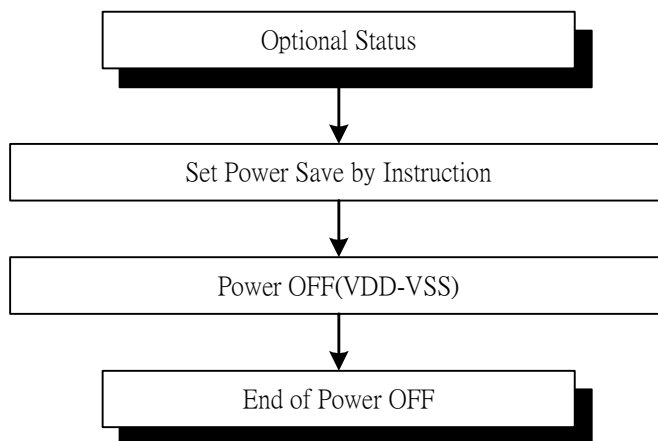 Optional Status
Set Power Save by Instruction
Power OFF(VDD-VSS)
End of Power OFF